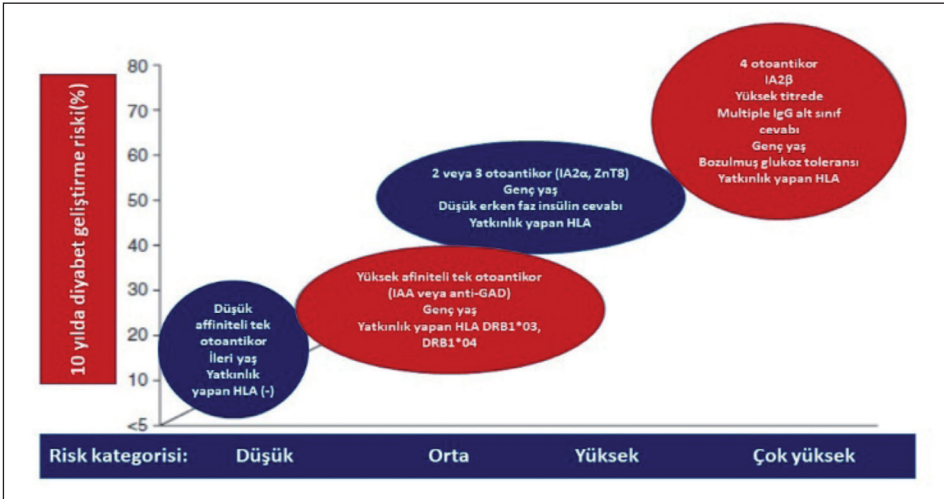 10 yılda diyabet geliştirme riski(%)
80
70
60
50
40
30
20
10
<5
4 otoantikor
IA2β
Yüksek titrede
Multiple IgG alt sınıf
cevabı
Genç yaş
Bozulmuş glukoz toleransı
Yatkınlık yapan HLA
2 veya 3 otoantikor (IA2α, ZnT8)
Genç yaş
Düşük erken faz insülin cevabı
Yatkınlık yapan HLA
Yüksek afiniteli tek otoantikor
(IAA veya anti-GAD)
Genç yaş
Yatkınlık yapan HLA DRB1*03,
DRB1*04
Düşük
affiniteli tek
otoantikor
İleri yaş
Yatkınlık
yapan HLA (-)
Risk kategorisi: Düşük Orta Yüksek Çok yüksek